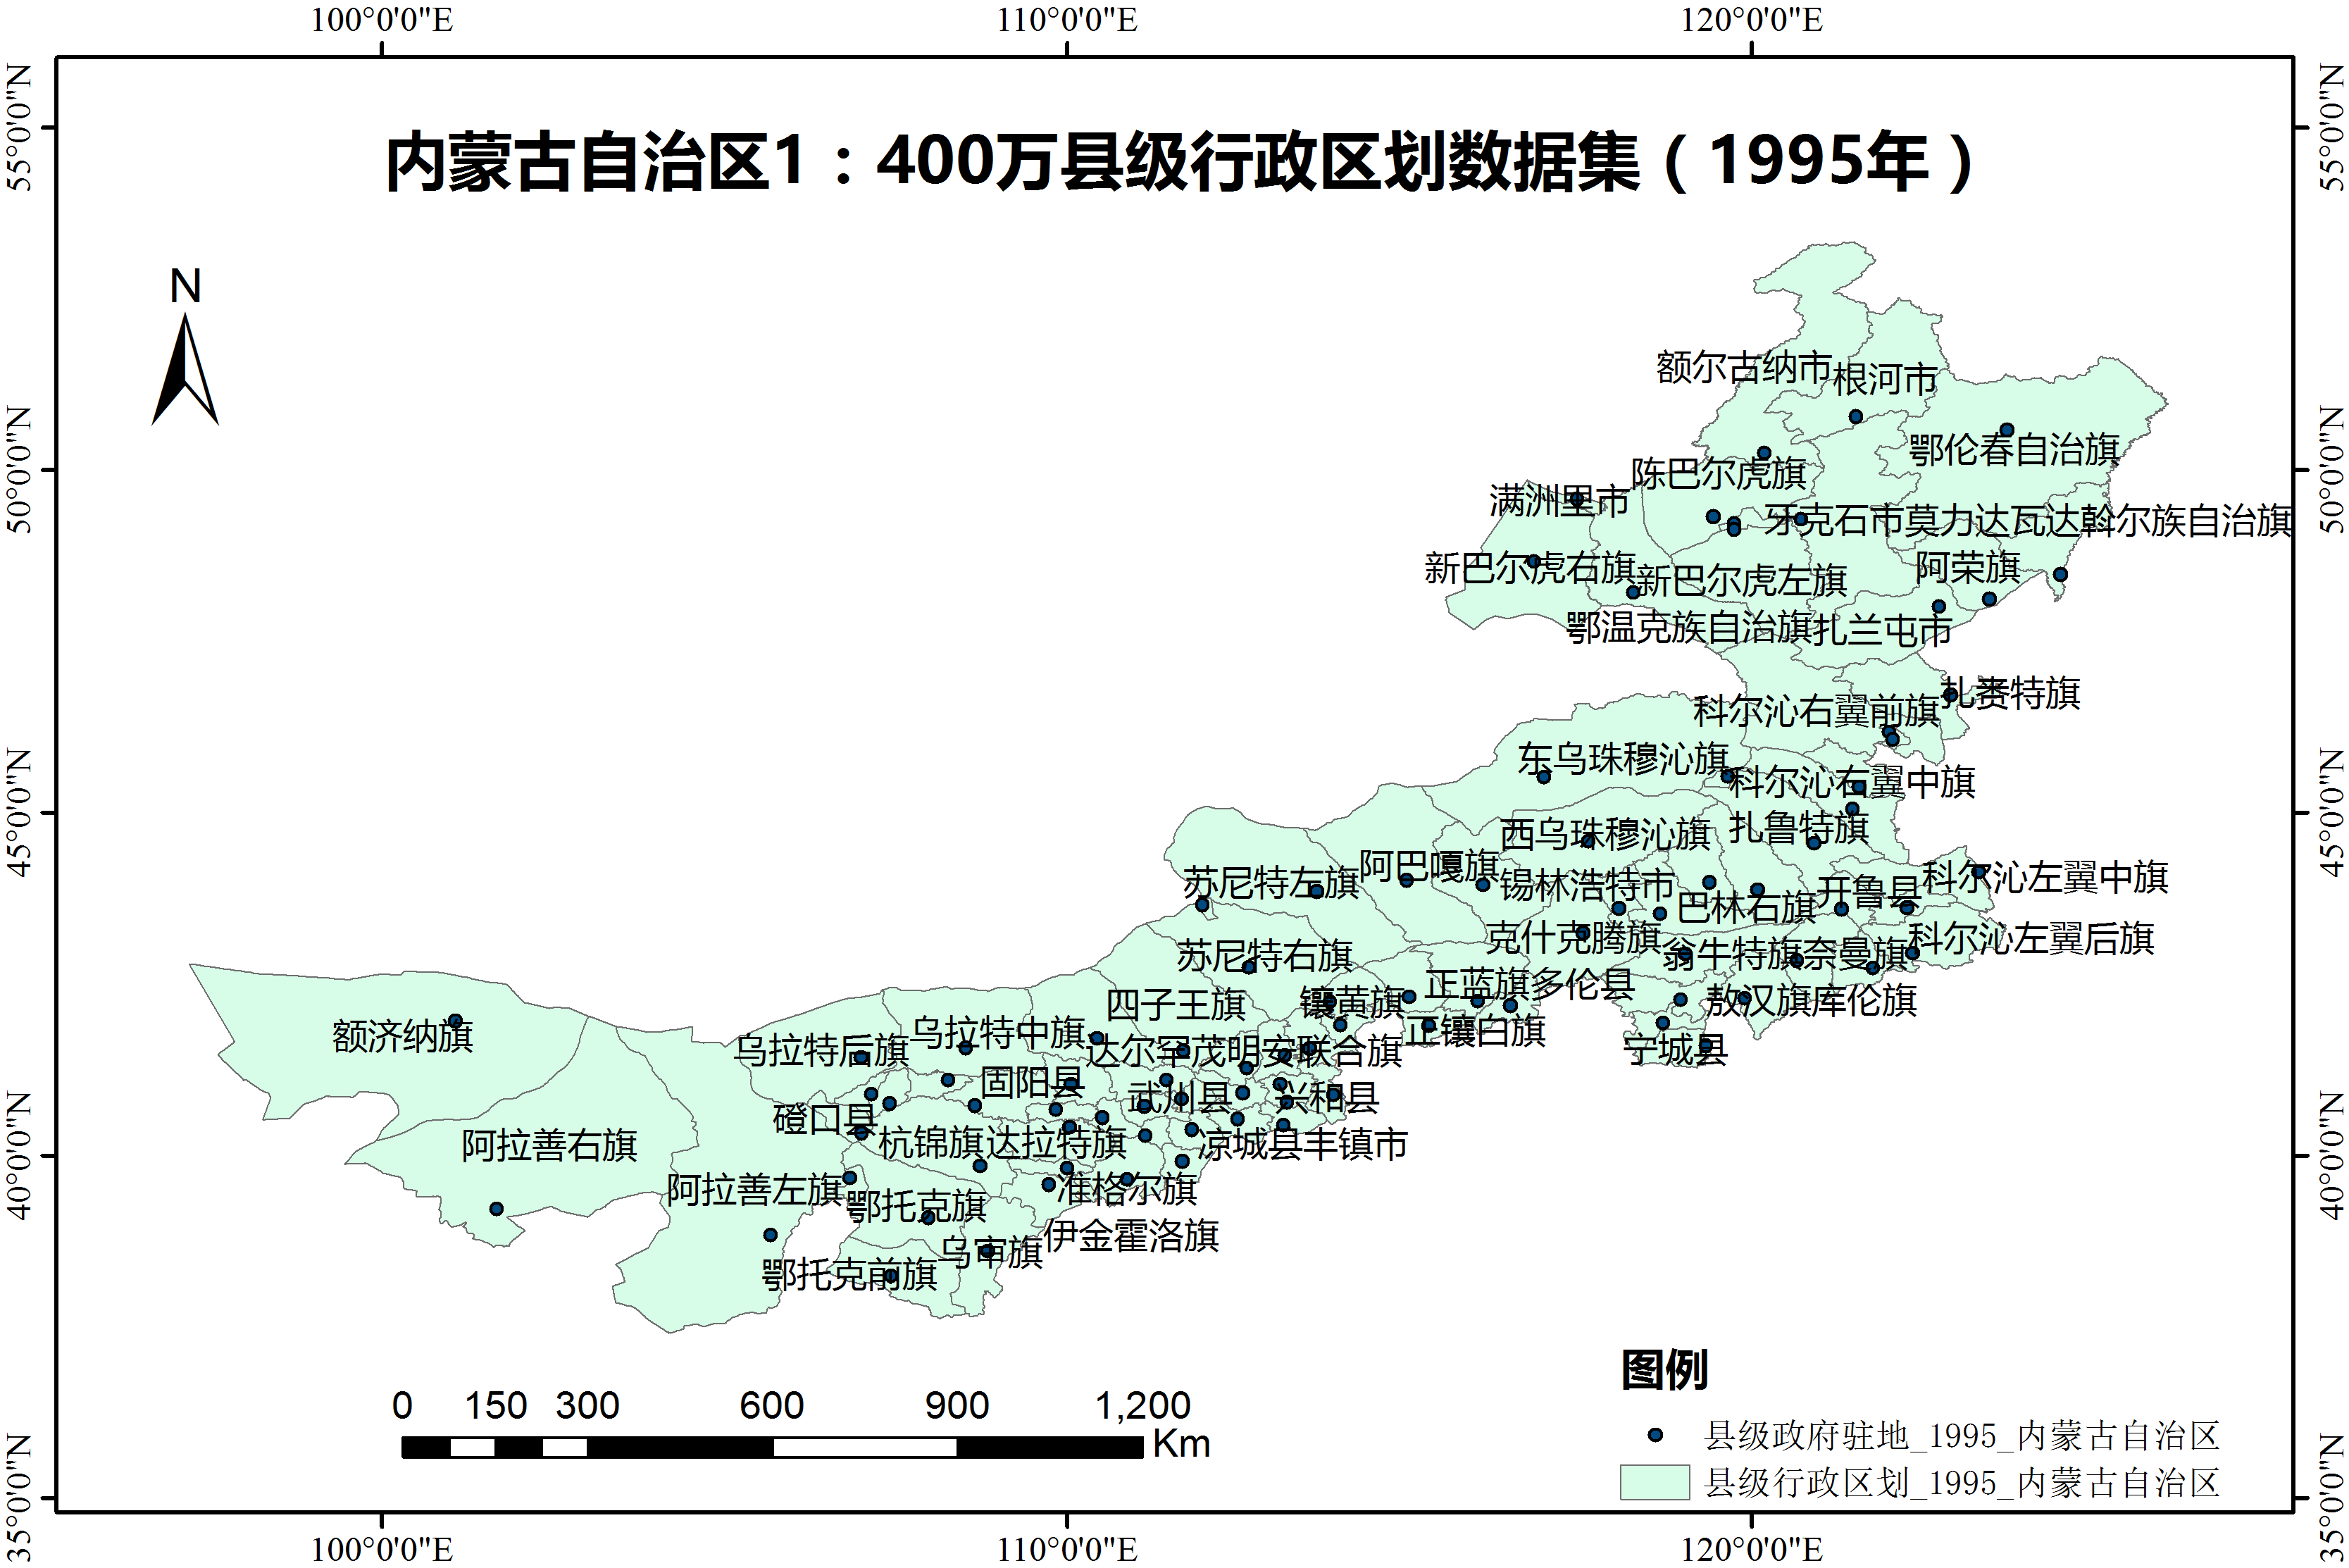 100°0'0"E 110°0'0"E 120°0'0"E
55°0'0"N 55°0'0"N
内蒙古自治区1：400万县级行政区划数据集（1995年）
N
额尔古纳市
根河市
鄂伦春自治旗
50°0'0"N 50°0'0"N
陈巴尔虎旗
满洲里市
牙克石市
莫力达瓦达斡尔族自治旗
新巴尔虎右旗
新巴尔虎左旗
阿荣旗
鄂温克族自治旗
扎兰屯市
扎赉特旗
科尔沁右翼前旗
东乌珠穆沁旗
科尔沁右翼中旗
45°0'0"N 45°0'0"N
西乌珠穆沁旗
扎鲁特旗
苏尼特左旗
阿巴嘎旗
锡林浩特市
巴林右旗
开鲁县
科尔沁左翼中旗
克什克腾旗
翁牛特旗
奈曼旗
科尔沁左翼后旗
苏尼特右旗
四子王旗
镶黄旗
正蓝旗
多伦县
敖汉旗
库伦旗
额济纳旗
乌拉特后旗
乌拉特中旗
达尔罕茂明安联合旗
正镶白旗
宁城县
固阳县
武川县
兴和县
磴口县
杭锦旗
达拉特旗
凉城县
丰镇市
阿拉善右旗
40°0'0"N 40°0'0"N
阿拉善左旗
鄂托克旗
准格尔旗
乌审旗
伊金霍洛旗
鄂托克前旗
图例
县级政府驻地_1995_内蒙古自治区
县级行政区划_1995_内蒙古自治区
0 150 300 600 900 1,200
Km
35°0'0"N 35°0'0"N
100°0'0"E 110°0'0"E 120°0'0"E